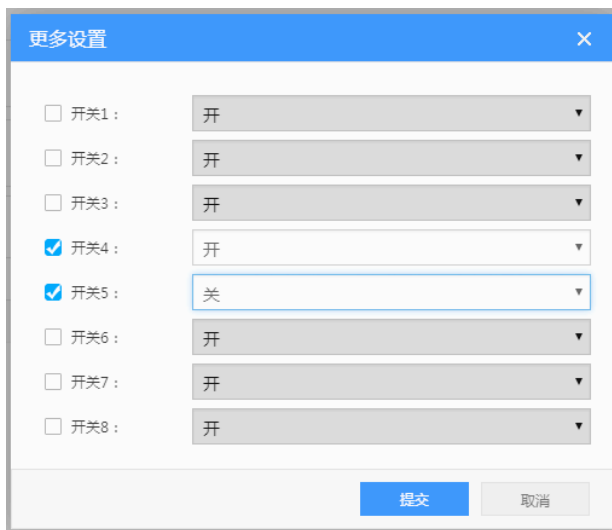 更多设置
开关1： 开
开关2： 开
开关3： 开
开关4： 开
开关5： 关
开关6： 开
开关7： 开
开关8： 开
提交 取消